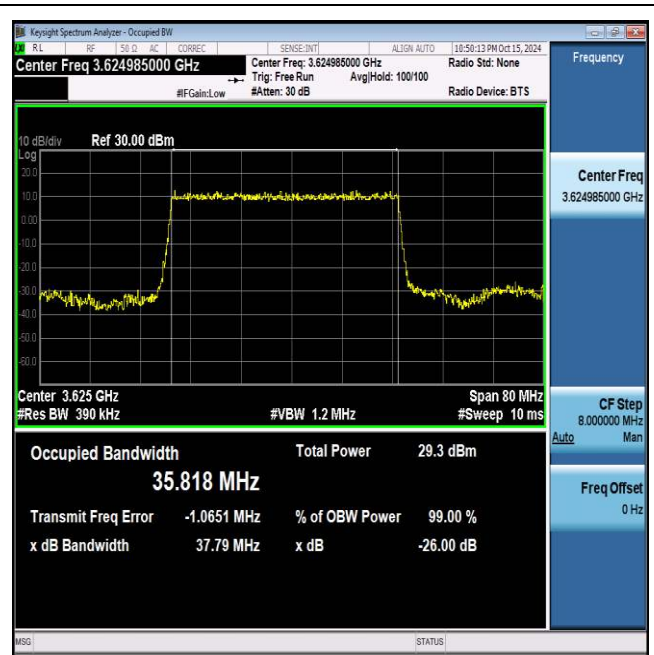 Keysight Spectrum Analyzer - Occupied BW
RL RF 50 Ω AC CORREC SENSE:INT ALIGN AUTO 10:50:13 PM Oct 15, 2024
Center Freq 3.624985000 GHz Center Freq: 3.624985000 GHz Radio Std: None
Trig: Free Run Avg|Hold: 100/100
#IFGain:Low #Atten: 30 dB Radio Device: BTS
Frequency
10 dB/div Ref 30.00 dBm
Log
20.0
10.0
0.00
-10.0
-20.0
-30.0
-40.0
-50.0
-60.0
Center 3.625 GHz Span 80 MHz
#Res BW 390 kHz #VBW 1.2 MHz #Sweep 10 ms
Occupied Bandwidth Total Power 29.3 dBm
35.818 MHz
Transmit Freq Error -1.0651 MHz % of OBW Power 99.00 %
x dB Bandwidth 37.79 MHz x dB -26.00 dB
Center Freq
3.624985000 GHz
CF Step
8.000000 MHz
Auto Man
Freq Offset
0 Hz
MSG STATUS